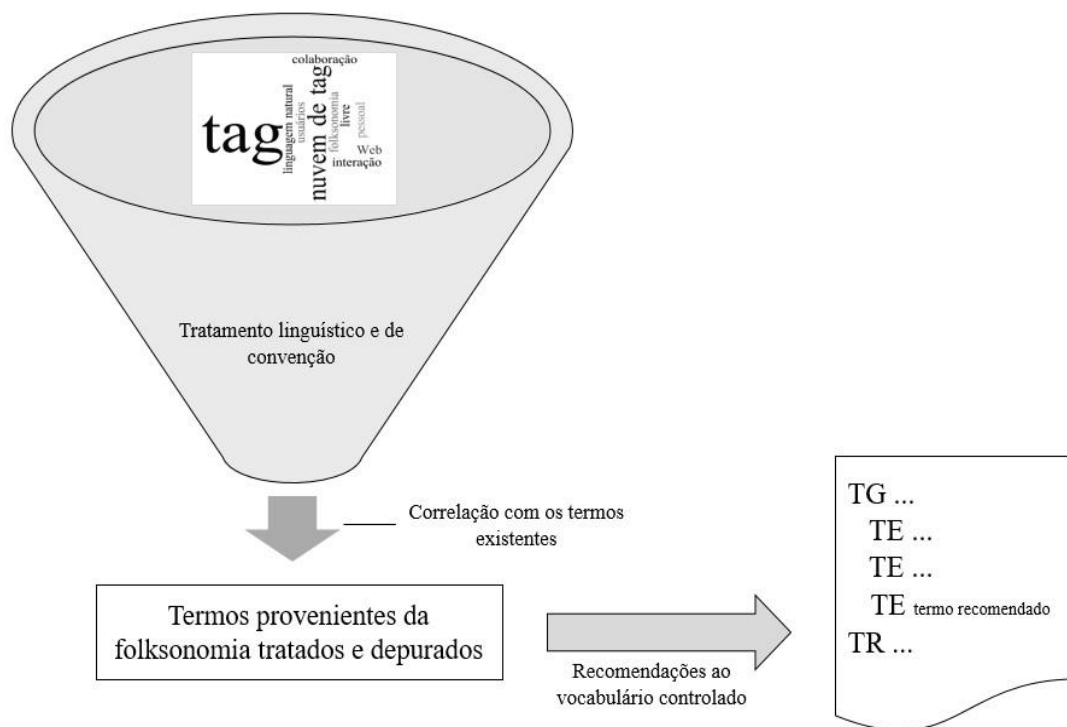 colaboração
tag
linguagem natural
usuários
nuvem de tag
folksonomia
livre
pessoal
Web
interação
Tratamento linguístico e de
convenção
Correlação com os termos
existentes
Termos provenientes da
folksonomia tratados e depurados
Recomendações ao
vocabulário controlado
TG ...
TE ...
TE ...
TE termo recomendado
TR ...